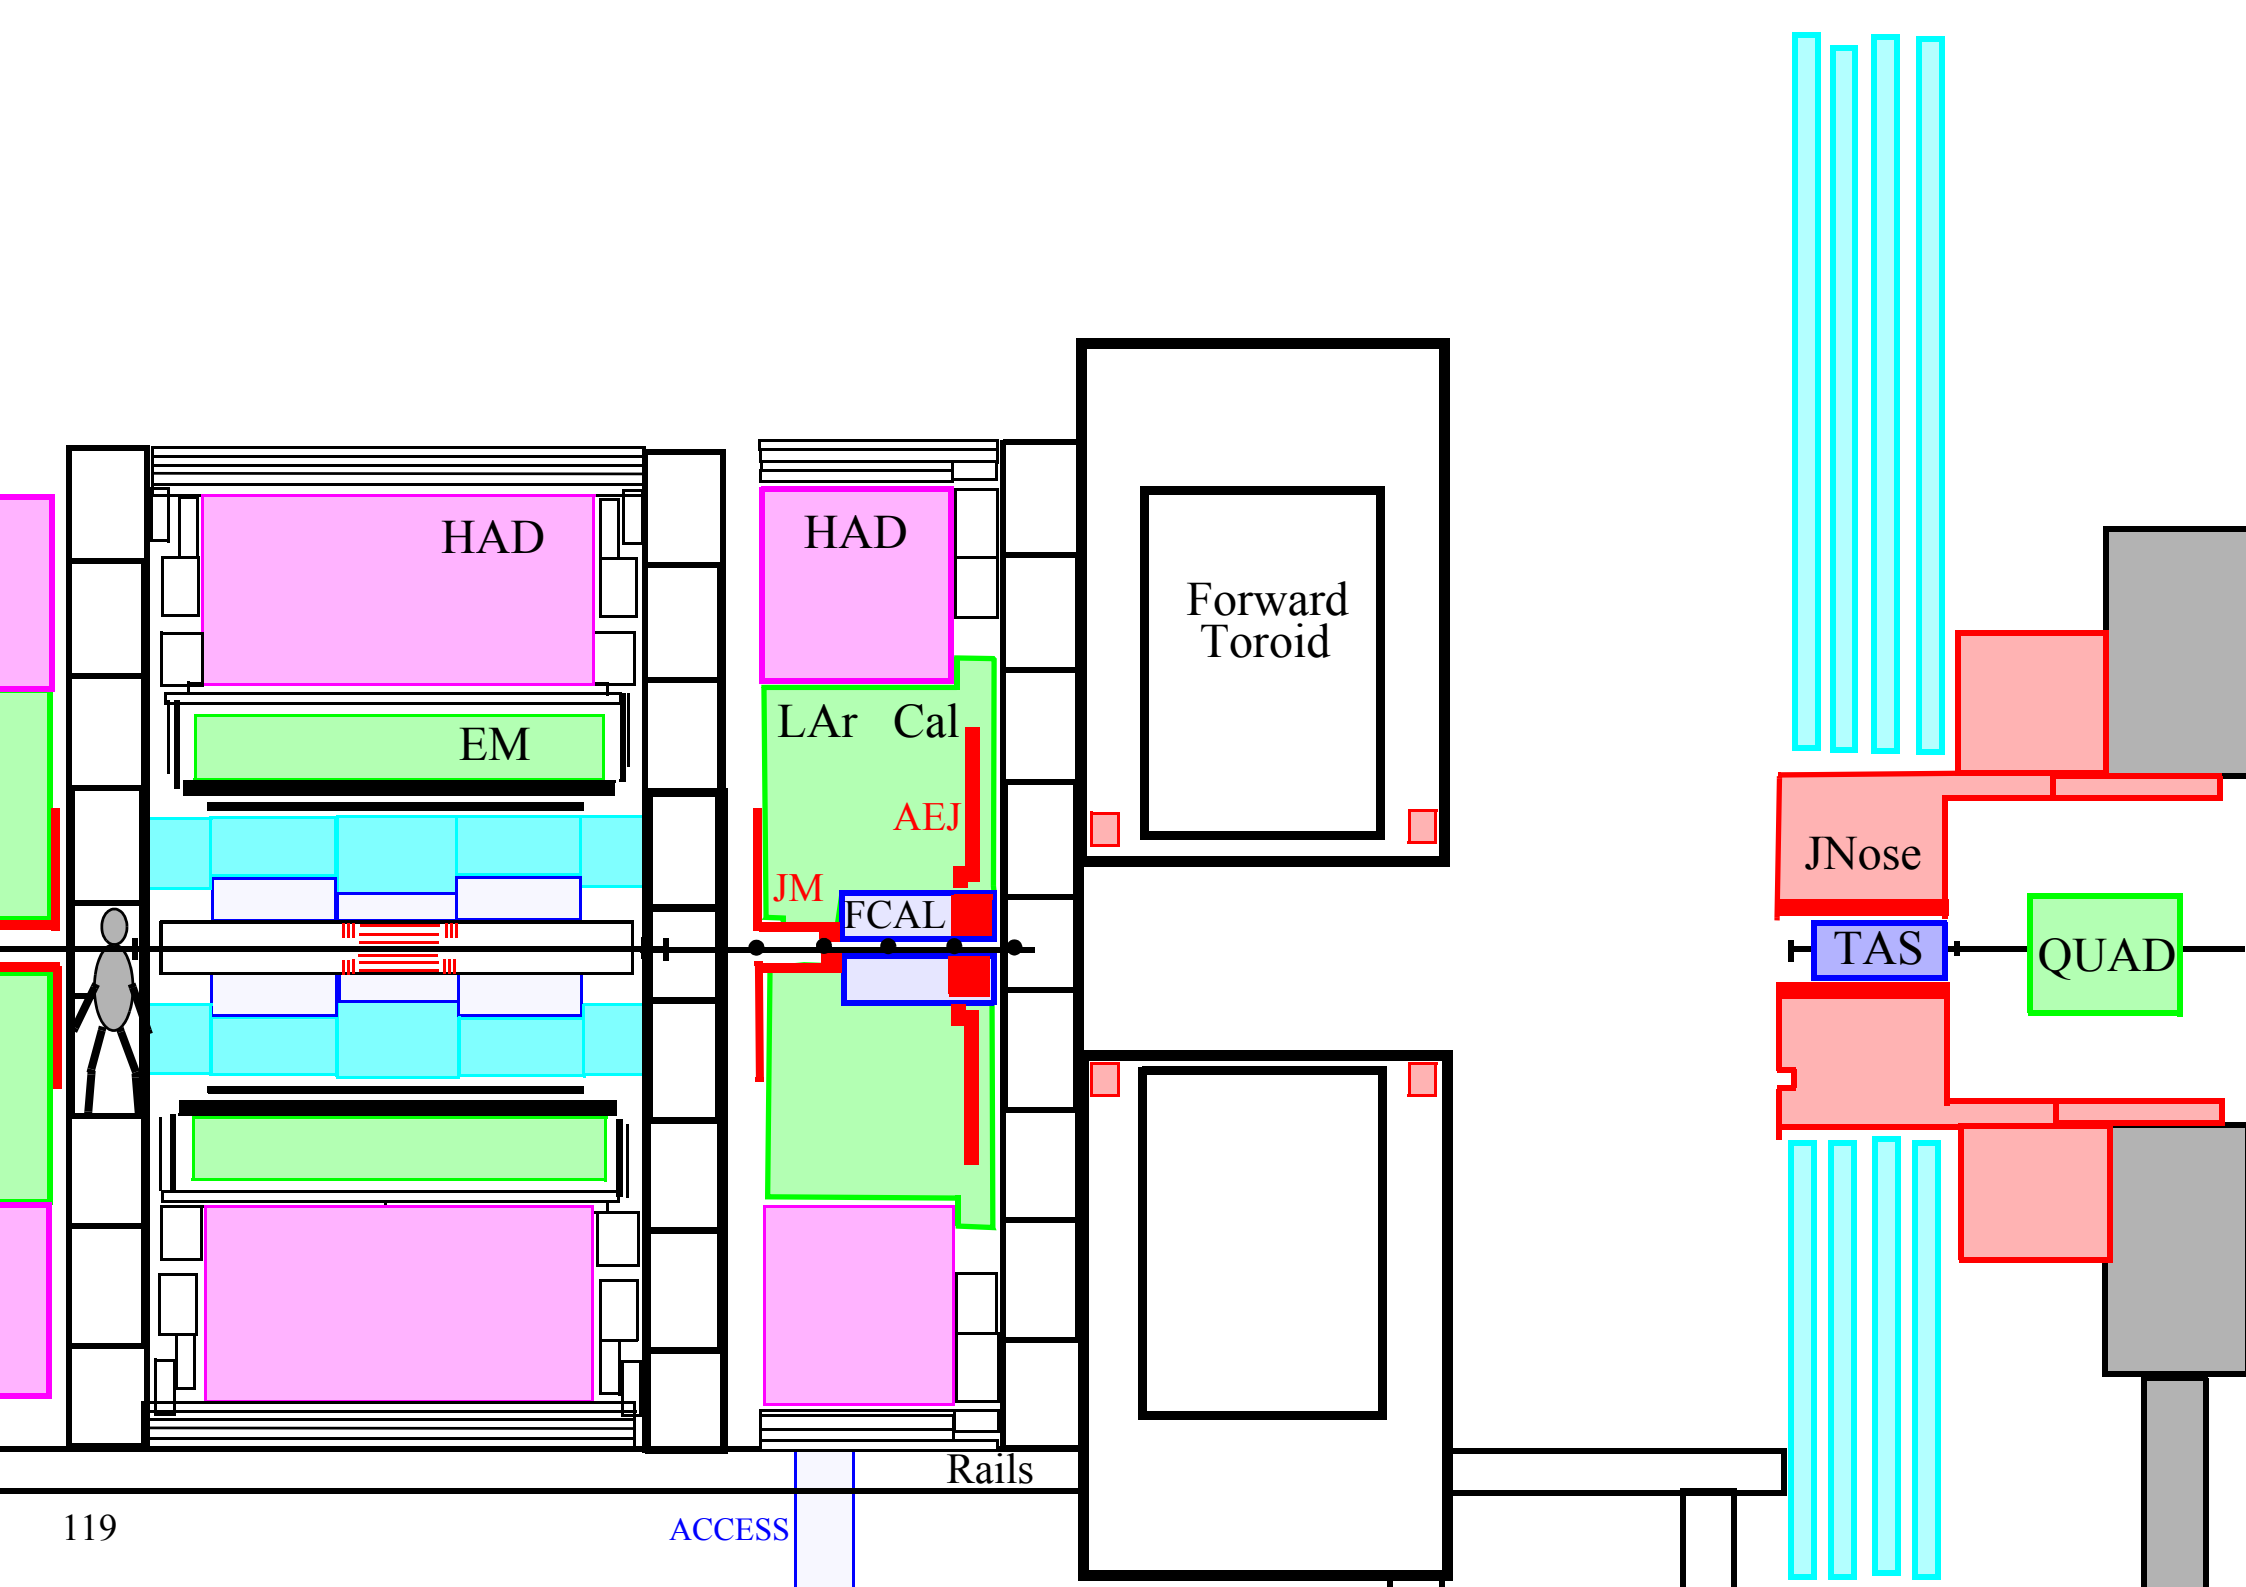 HAD
HAD
Forward
Toroid
LAr Cal
EM
AEJ
JNose
JM
FCAL
TAS
QUAD
Rails
119
ACCESS